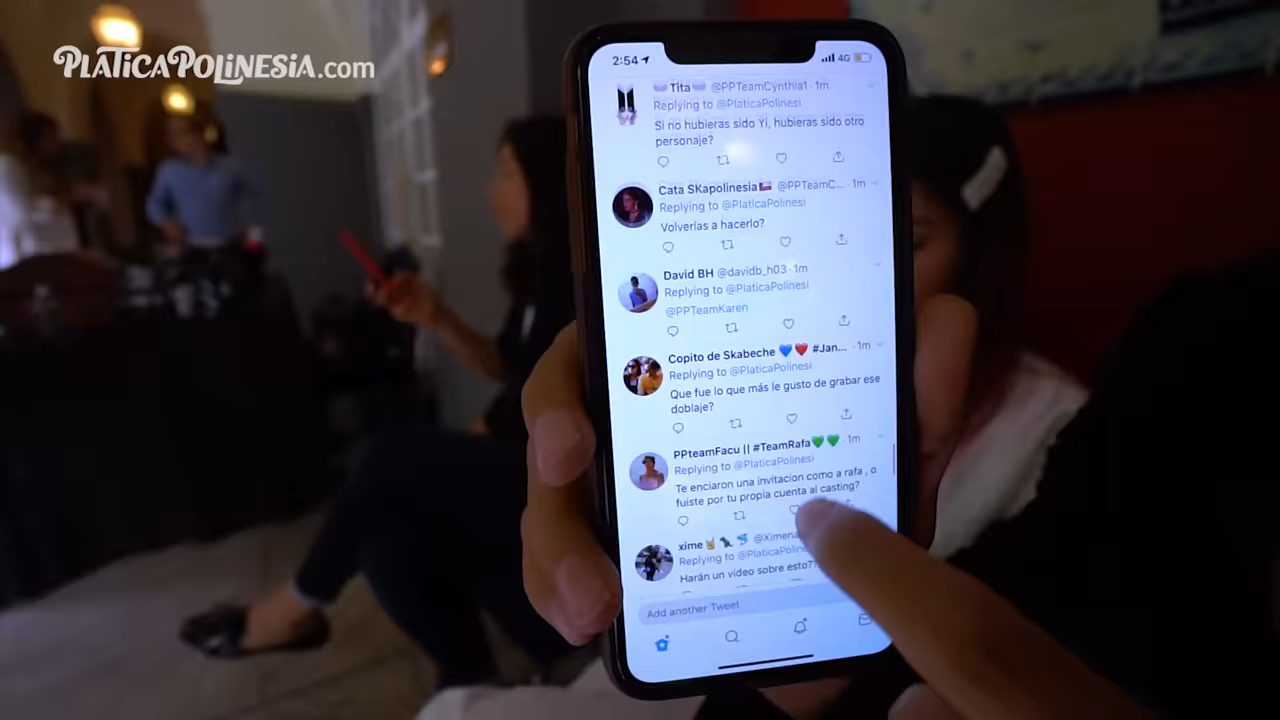 PLATICAPOLINESIA.com
2:54 4G
Tita @PPTeamCynthia1 · 1m
Replying to @PlaticaPolinesi
Si no hubieras sido Yi, hubieras sido otro
personaje?
Cata SKapolinesia🇨🇱 @PPTeamC... · 1m
Replying to @PlaticaPolinesi
Volverías a hacerlo?
David BH @davidb_h03 · 1m
Replying to @PlaticaPolinesi
@PPTeamKaren
Copito de Skabeche 💙❤️ #Jan... · 1m
Replying to @PlaticaPolinesi
Que fue lo que más le gusto de grabar ese
doblaje?
PPteamFacu || #TeamRafa💚💚 1m
Replying to @PlaticaPolinesi
Te enciaron una invitacion como a rafa , o
fuiste por tu propia cuenta al casting?
xime @Ximena
Replying to @PlaticaPoline
Harán un video sobre esto?
Add another Tweet